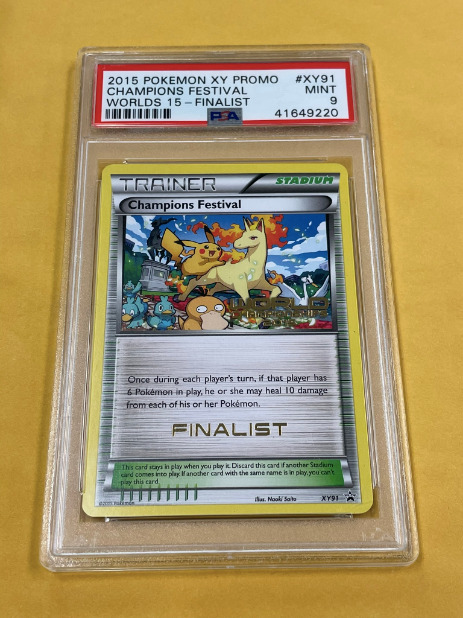 2015 POKEMON XY PROMO #XY91
CHAMPIONS FESTIVAL MINT
WORLDS 15 – FINALIST 9
PSA 41649220
TRAINER STADIUM
Champions Festival
WORLD
Once during each player's turn, if that player has
6 Pokémon in play, he or she may heal 10 damage
from each of his or her Pokémon.
FINALIST
This card stays in play when you play it. Discard this card if another Stadium
card comes into play. If another card with the same name is in play, you can't
play this card.
©2015 Pokémon Illus. Naoki Saito XY91